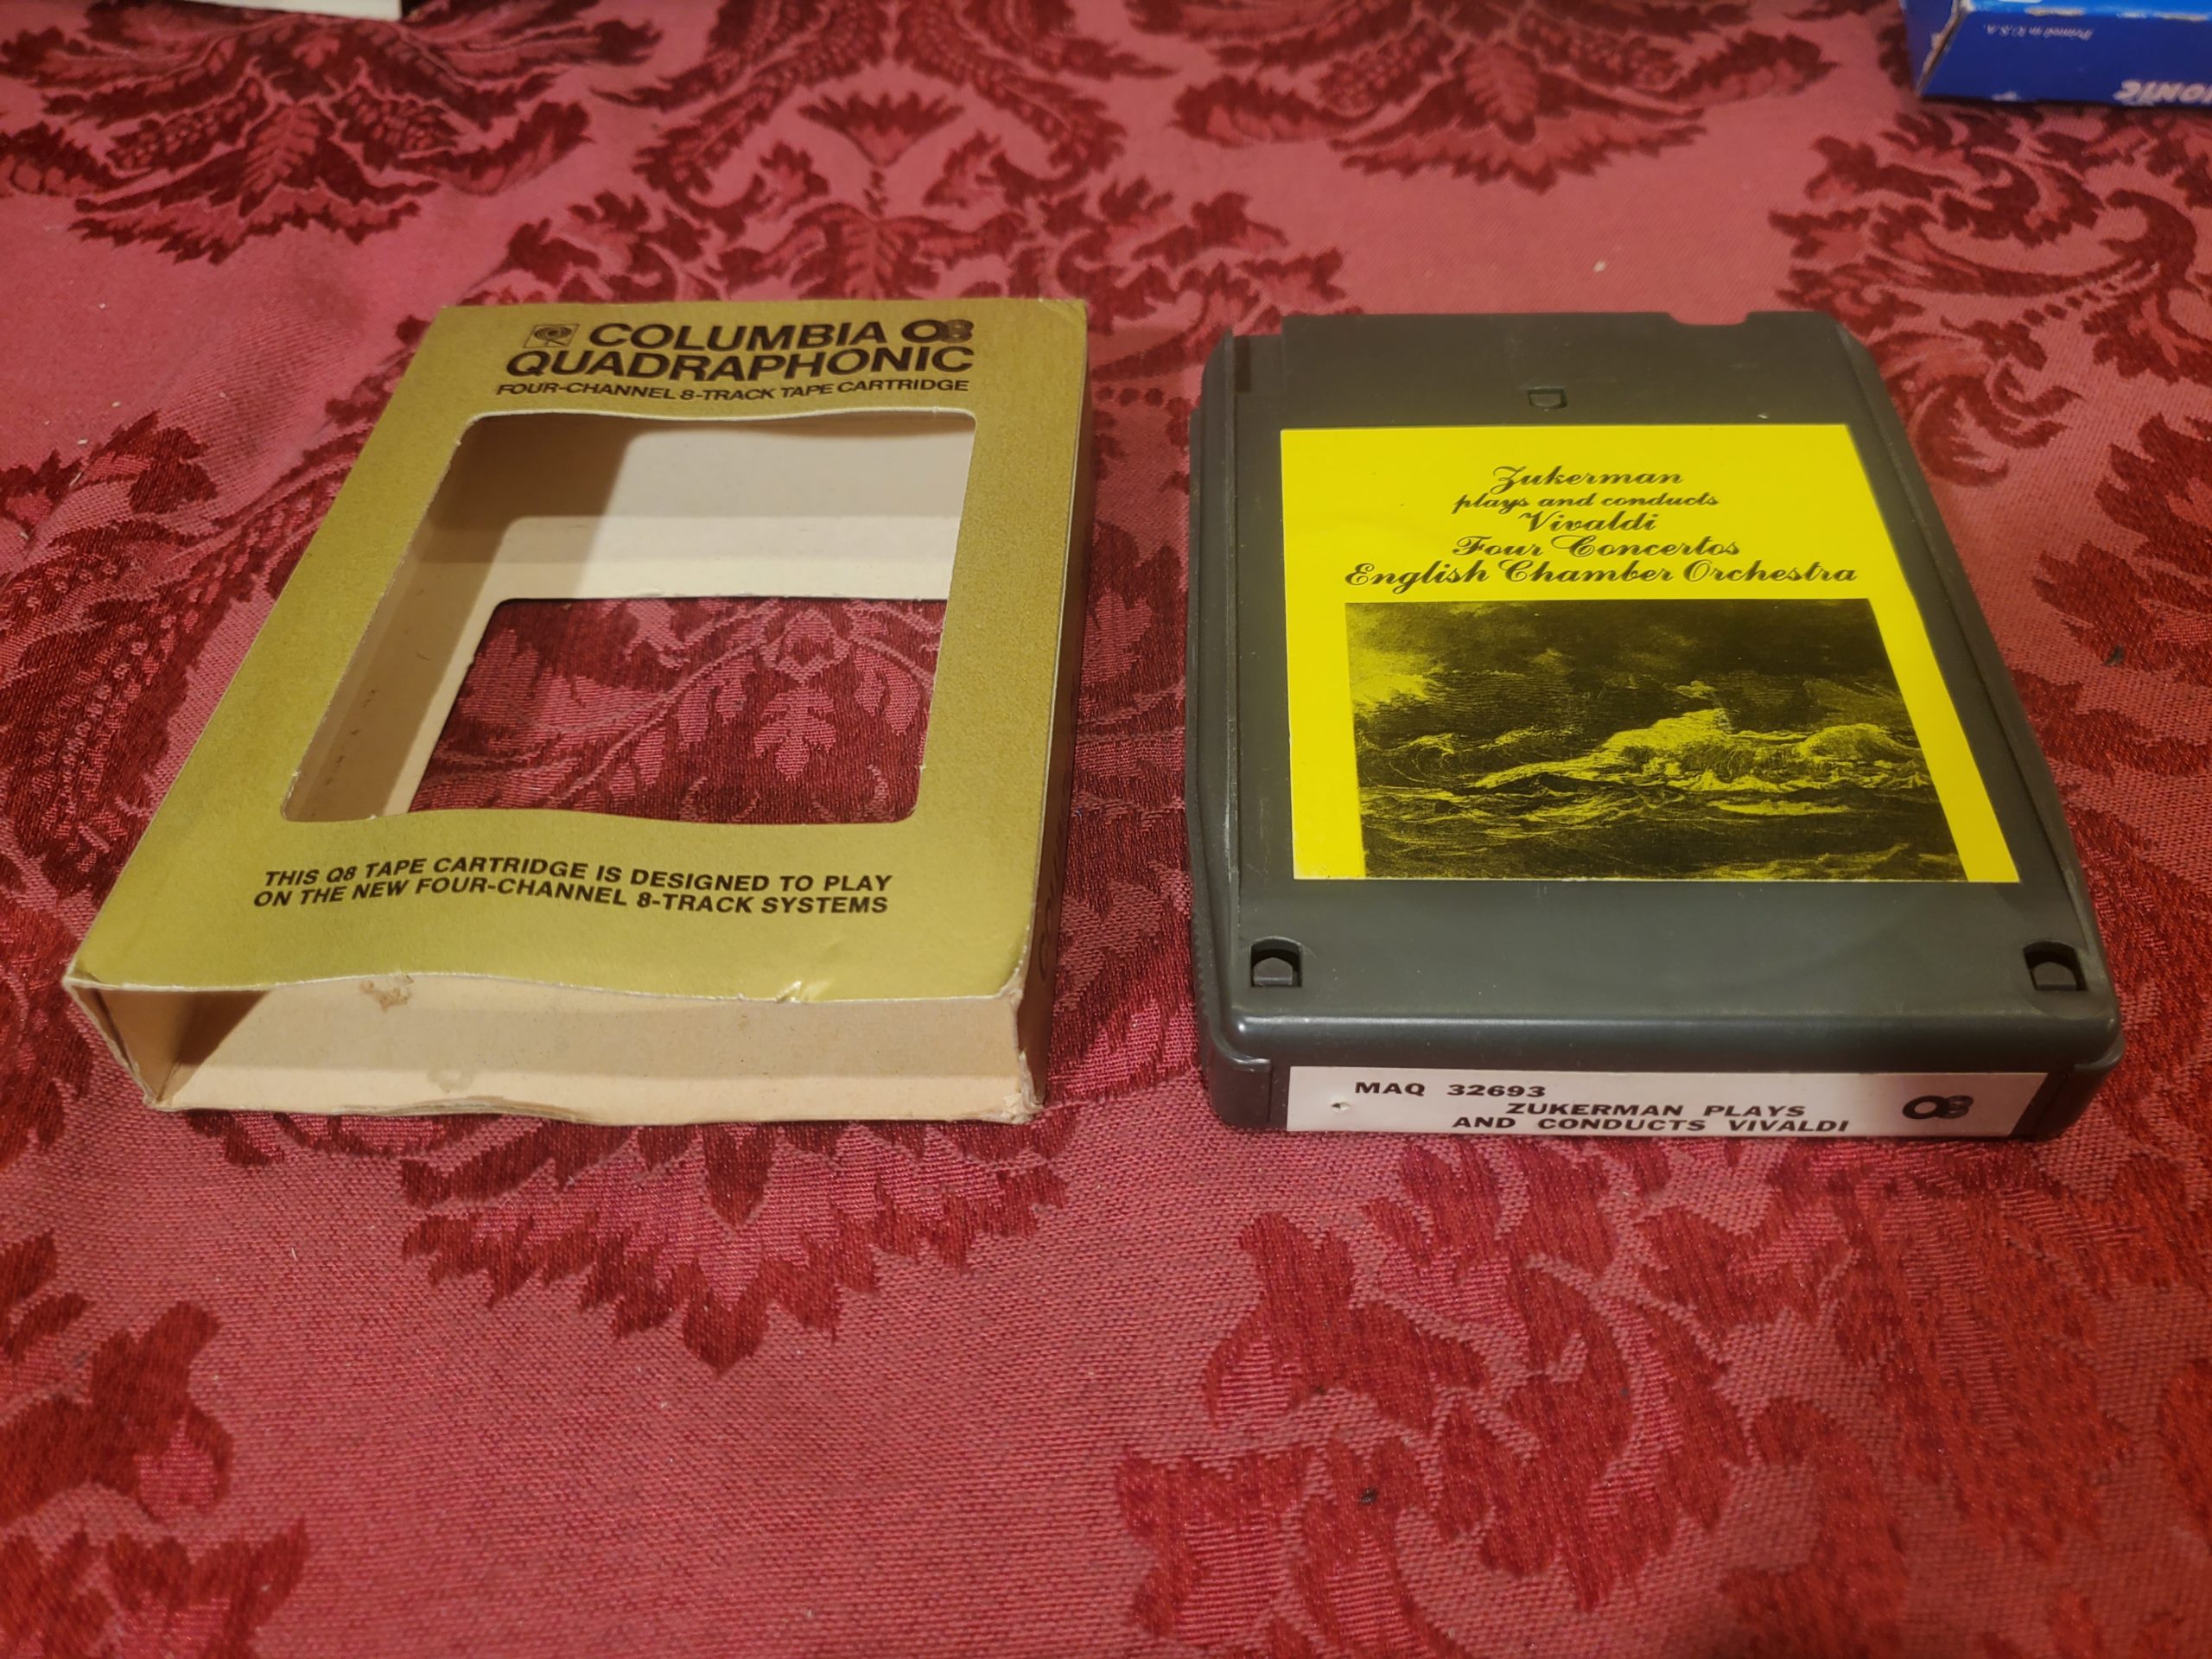 Printed in U.S.A.
COLUMBIA Q8
QUADRAPHONIC
FOUR-CHANNEL 8-TRACK TAPE CARTRIDGE
THIS Q8 TAPE CARTRIDGE IS DESIGNED TO PLAY
ON THE NEW FOUR-CHANNEL 8-TRACK SYSTEMS
Zukerman
plays and conducts
Vivaldi
Four Concertos
English Chamber Orchestra
MAQ 32693
ZUKERMAN PLAYS
AND CONDUCTS VIVALDI
Q8